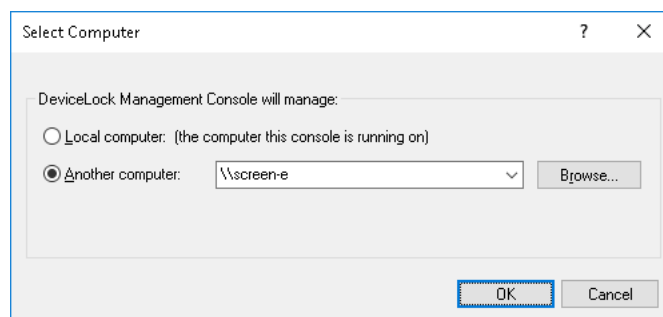 Select Computer ?
DeviceLock Management Console will manage:
Local computer: (the computer this console is running on)
Another computer: \\screen-e Browse...
OK Cancel